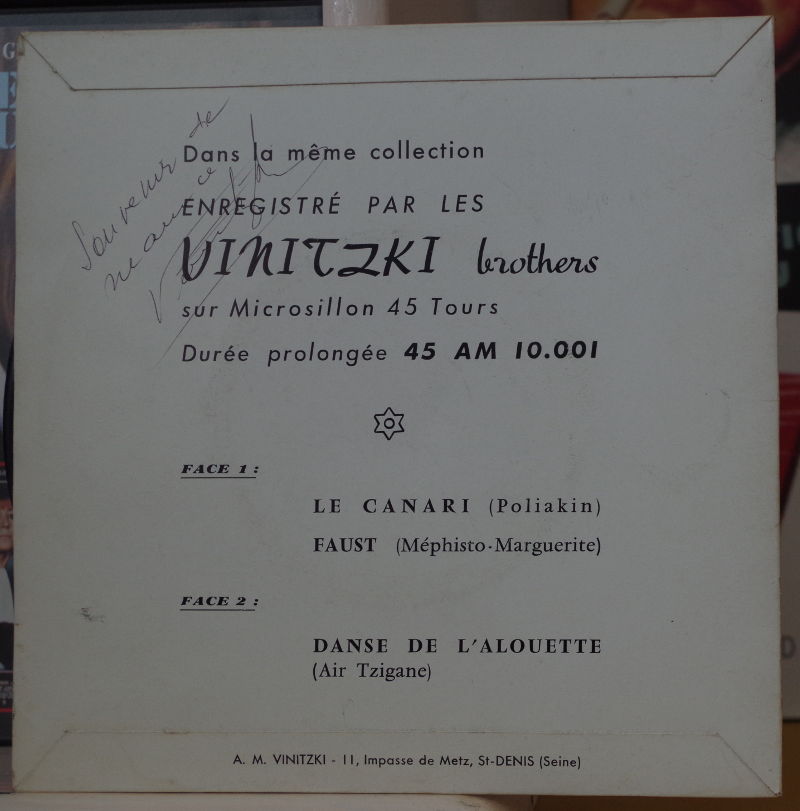 Souvenir de
Dans la même collection
ENREGISTRÉ PAR LES
VINITZKI brothers
sur Microsillon 45 Tours
Durée prolongée 45 AM 10.001
FACE 1 :
LE CANARI (Poliakin)
FAUST (Méphisto-Marguerite)
FACE 2 :
DANSE DE L'ALOUETTE
(Air Tzigane)
A. M. VINITZKI - 11, Impasse de Metz, St-DENIS (Seine)